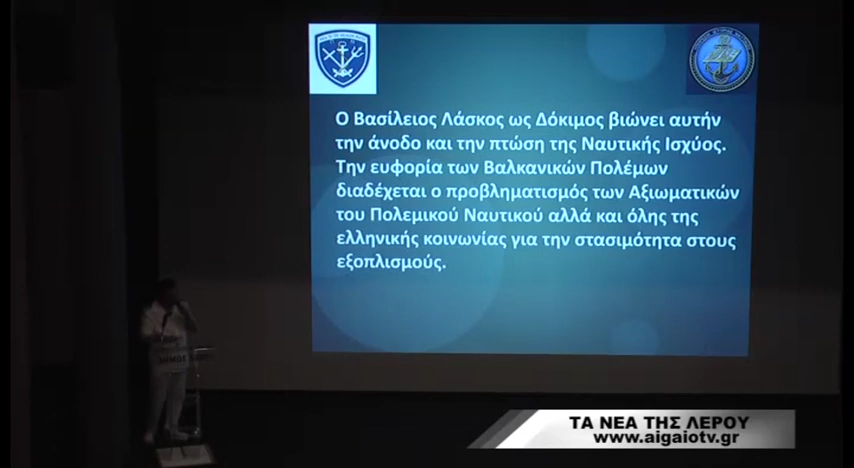 Ο Βασίλειος Λάσκος ως Δόκιμος βιώνει αυτήν
την άνοδο και την πτώση της Ναυτικής Ισχύος.
Την ευφορία των Βαλκανικών Πολέμων
διαδέχεται ο προβληματισμός των Αξιωματικών
του Πολεμικού Ναυτικού αλλά και όλης της
ελληνικής κοινωνίας για την στασιμότητα στους
εξοπλισμούς.
ΔΗΜΟΣ
ΤΑ ΝΕΑ ΤΗΣ ΛΕΡΟΥ
www.aigaiotv.gr